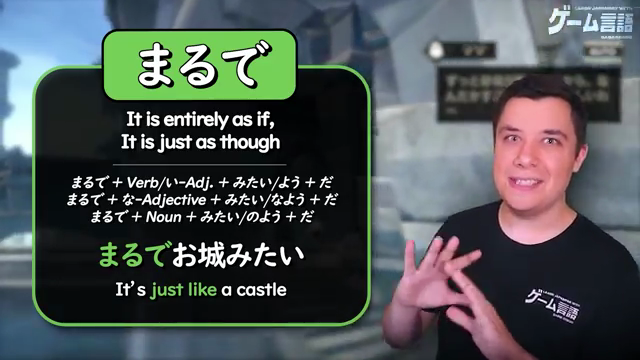 まるで
It is entirely as if,
It is just as though
まるで + Verb/い-Adj. + みたい/よう + だ
まるで + な-Adjective + みたい/なよう + だ
まるで + Noun + みたい/のよう + だ
まるでお城みたい
It's just like a castle
LEARN JAPANESE WITH
ゲーム言語
ゲーム言語